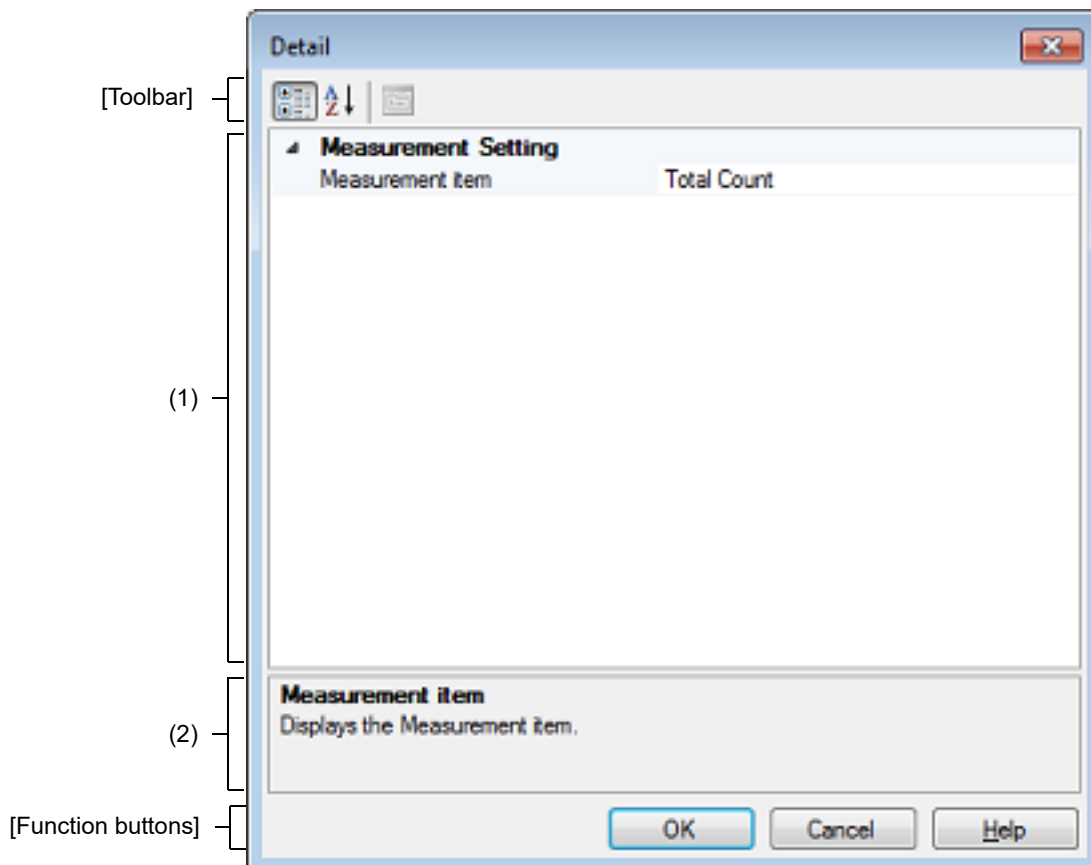 Detail
[Toolbar]
A
Z
Measurement Setting
Measurement item Total Count
(1)
Measurement item
Displays the Measurement item.
(2)
[Function buttons]
OK Cancel Help